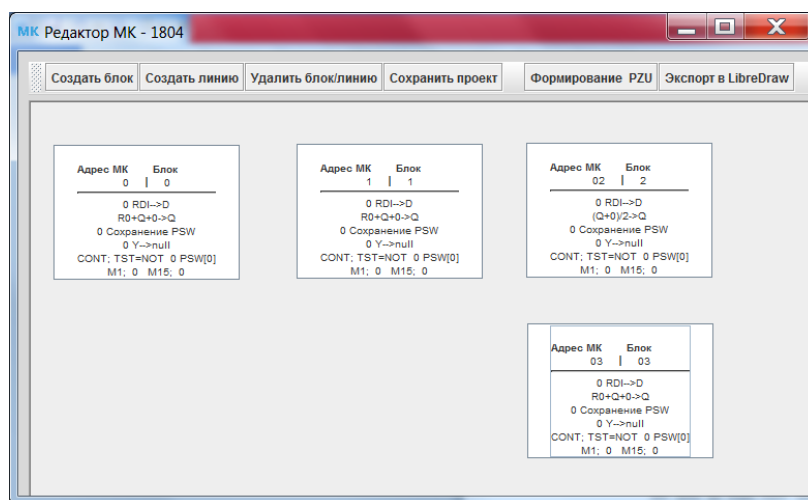 МК Редактор МК - 1804
Создать блок Создать линию Удалить блок/линию Сохранить проект Формирование PZU Экспорт в LibreDraw
Адрес МК Блок
0 | 0
0 RDI-->D
R0+Q+0->Q
0 Сохранение PSW
0 Y-->null
CONT; TST=NOT 0 PSW[0]
M1; 0 M15; 0
Адрес МК Блок
1 | 1
0 RDI-->D
R0+Q+0->Q
0 Сохранение PSW
0 Y-->null
CONT; TST=NOT 0 PSW[0]
M1; 0 M15; 0
Адрес МК Блок
02 | 2
0 RDI-->D
(Q+0)/2->Q
0 Сохранение PSW
0 Y-->null
CONT; TST=NOT 0 PSW[0]
M1; 0 M15; 0
Адрес МК Блок
03 | 03
0 RDI-->D
R0+Q+0->Q
0 Сохранение PSW
0 Y-->null
CONT; TST=NOT 0 PSW[0]
M1; 0 M15; 0